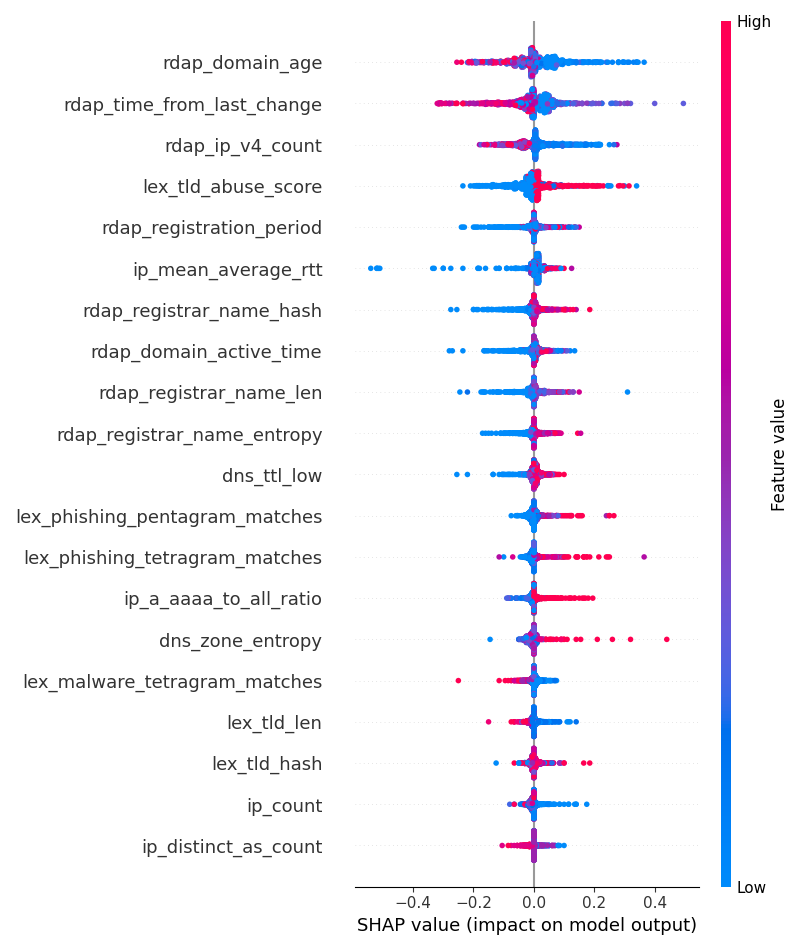 High
rdap_domain_age
rdap_time_from_last_change
rdap_ip_v4_count
lex_tld_abuse_score
rdap_registration_period
ip_mean_average_rtt
rdap_registrar_name_hash
rdap_domain_active_time
rdap_registrar_name_len
rdap_registrar_name_entropy
dns_ttl_low
lex_phishing_pentagram_matches
lex_phishing_tetragram_matches
ip_a_aaaa_to_all_ratio
dns_zone_entropy
lex_malware_tetragram_matches
lex_tld_len
lex_tld_hash
ip_count
ip_distinct_as_count
Feature value
Low
−0.4 −0.2 0.0 0.2 0.4
SHAP value (impact on model output)